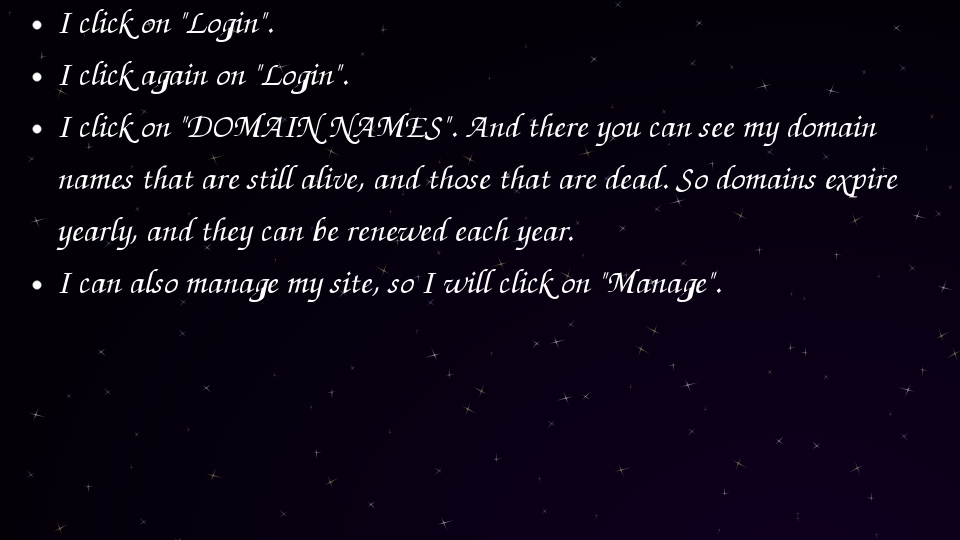 • I click on "Login".
• I click again on "Login".
• I click on "DOMAIN NAMES". And there you can see my domain
names that are still alive, and those that are dead. So domains expire
yearly, and they can be renewed each year.
• I can also manage my site, so I will click on "Manage".